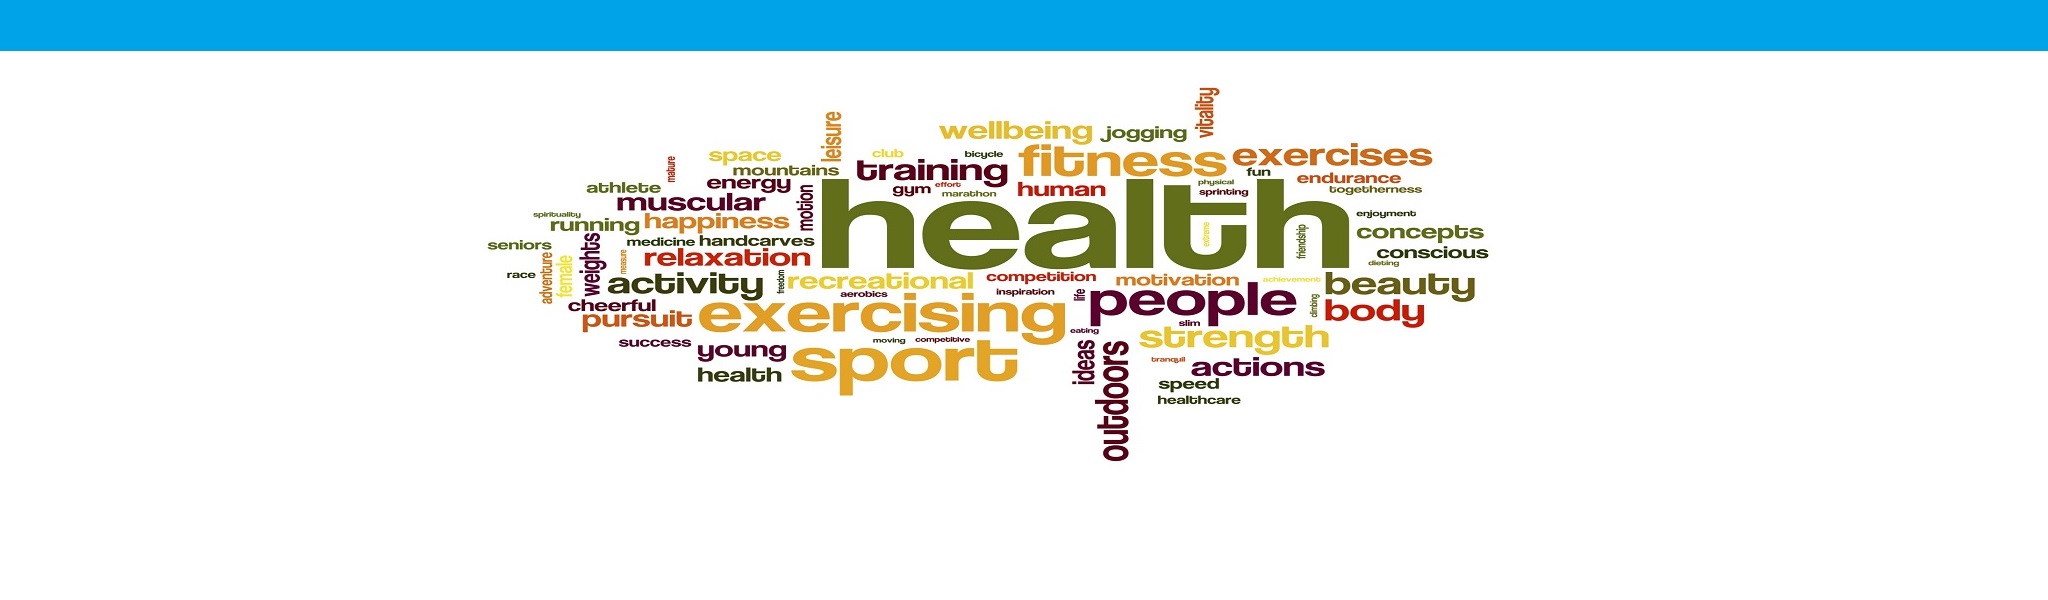 vitality
leisure
wellbeing
jogging
space
club
bicycle
fitness
exercises
mature
mountains
training
fun
athlete
energy
gym
effort
marathon
human
physical
sprinting
endurance
togetherness
muscular
motion
health
spirituality
running
happiness
extreme
friendship
enjoyment
concepts
seniors
weights
medicine
handcarves
conscious
adventure
female
measure
relaxation
dieting
race
activity
freedom
recreational
competition
motivation
achievement
beauty
aerobics
inspiration
life
people
climbing
body
cheerful
pursuit
exercising
slim
eating
strength
success
young
moving
competitive
sport
ideas
outdoors
tranquil
actions
health
speed
healthcare